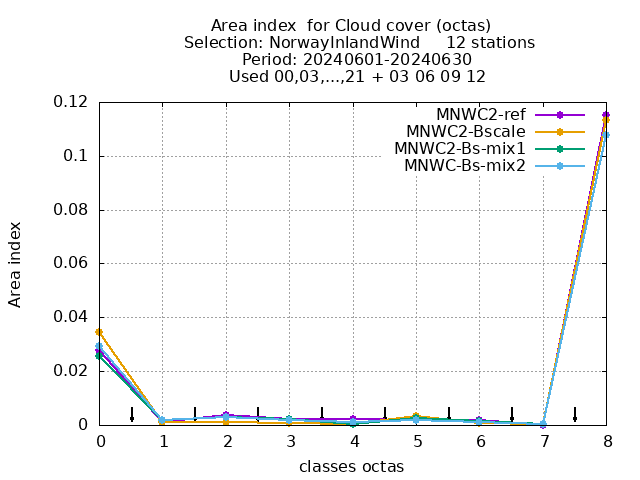 Area index  for Cloud cover (octas)
Selection: NorwayInlandWind     12 stations
Period: 20240601-20240630
Used 00,03,...,21 + 03 06 09 12
MNWC2-ref
MNWC2-Bscale
MNWC2-Bs-mix1
MNWC-Bs-mix2
Area index
0.12
0.1
0.08
0.06
0.04
0.02
0
0 1 2 3 4 5 6 7 8
classes octas